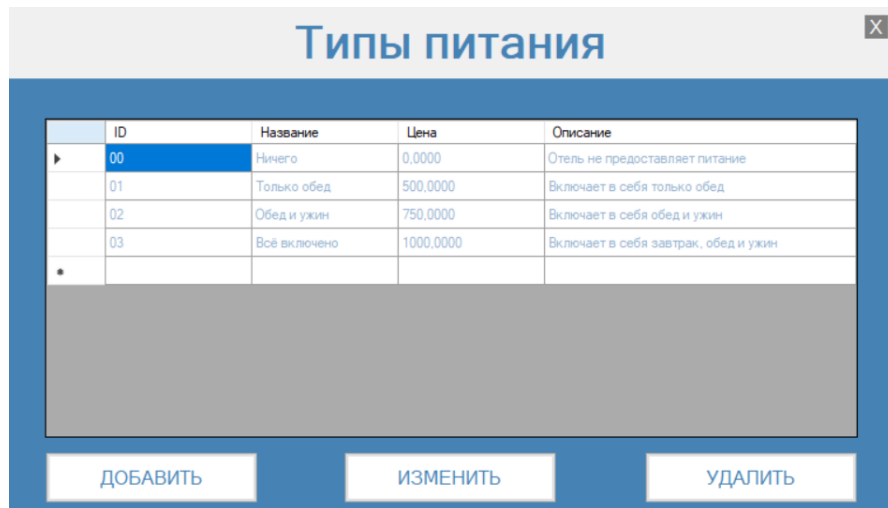 Типы питания
X
ID Название Цена Описание
00 Ничего 0,0000 Отель не предоставляет питание
01 Только обед 500,0000 Включает в себя только обед
02 Обед и ужин 750,0000 Включает в себя обед и ужин
03 Всё включено 1000,0000 Включает в себя завтрак, обед и ужин
ДОБАВИТЬ ИЗМЕНИТЬ УДАЛИТЬ